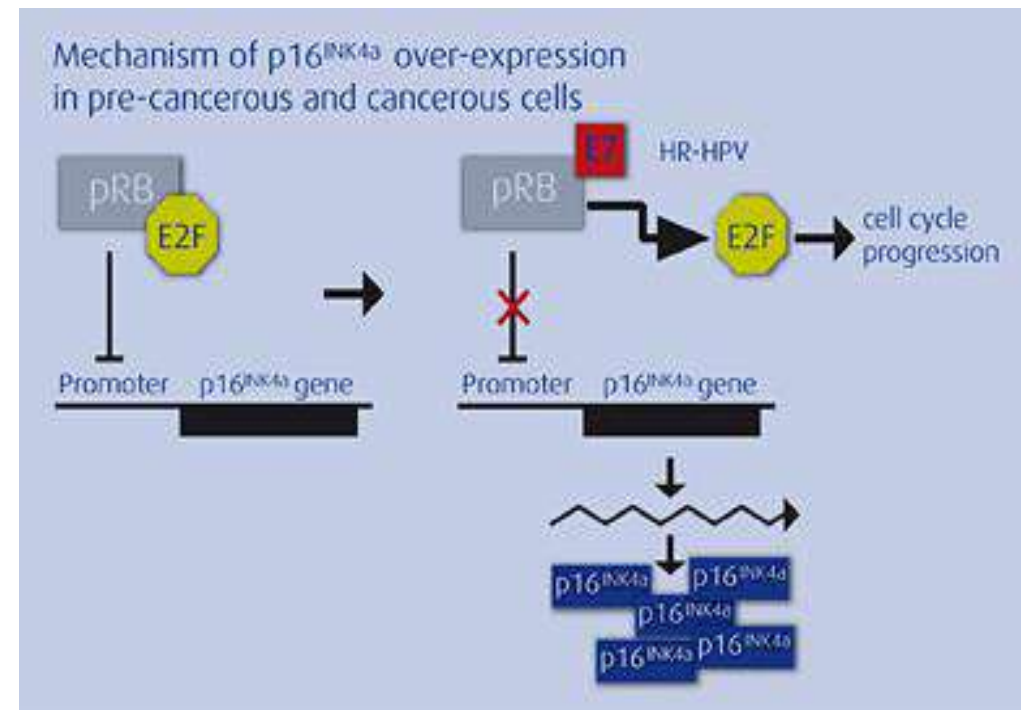 Mechanism of p16INK4a over-expression
in pre-cancerous and cancerous cells
pRB
E2F
Promoter p16INK4a gene
E7
HR-HPV
pRB
E2F
cell cycle
progression
Promoter p16INK4a gene
p16INK4a
p16INK4a
p16INK4a
p16INK4a
p16INK4a